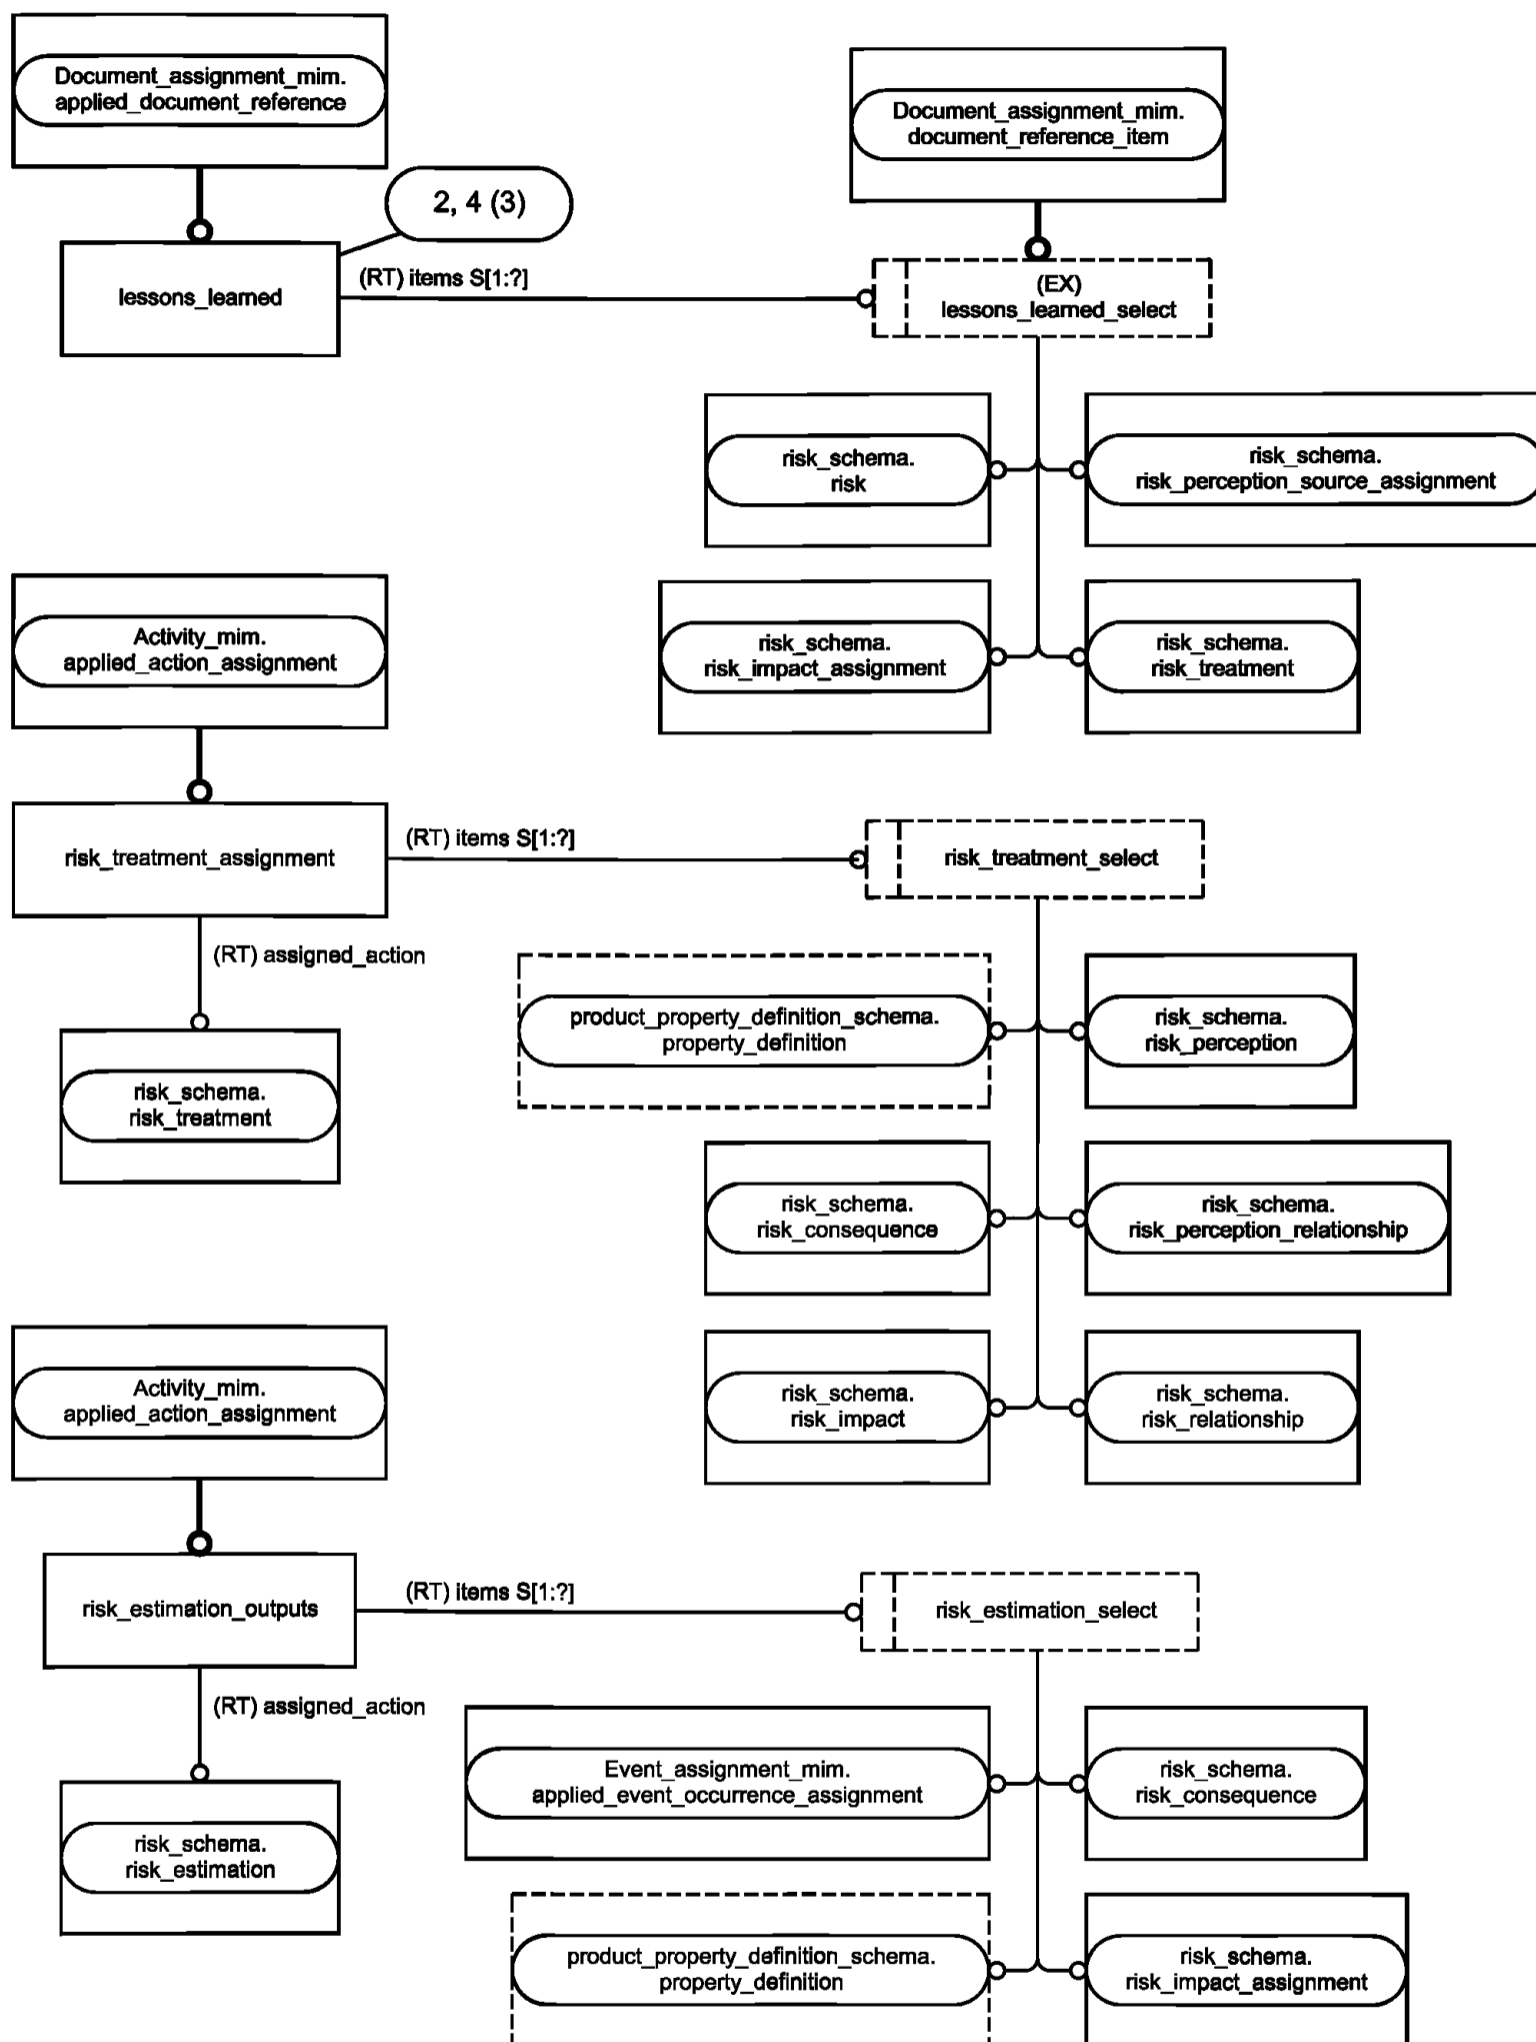 Document_assignment_mim.
applied_document_reference
Document_assignment_mim.
document_reference_item
2, 4 (3)
(RT) items S[1:?]
lessons_learned
(EX)
lessons_learned_select
risk_schema.
risk
risk_schema.
risk_perception_source_assignment
Activity_mim.
applied_action_assignment
risk_schema.
risk_impact_assignment
risk_schema.
risk_treatment
(RT) items S[1:?]
risk_treatment_assignment
risk_treatment_select
(RT) assigned_action
product_property_definition_schema.
property_definition
risk_schema.
risk_perception
risk_schema.
risk_treatment
risk_schema.
risk_consequence
risk_schema.
risk_perception_relationship
Activity_mim.
applied_action_assignment
risk_schema.
risk_impact
risk_schema.
risk_relationship
(RT) items S[1:?]
risk_estimation_outputs
risk_estimation_select
(RT) assigned_action
Event_assignment_mim.
applied_event_occurrence_assignment
risk_schema.
risk_consequence
risk_schema.
risk_estimation
product_property_definition_schema.
property_definition
risk_schema.
risk_impact_assignment